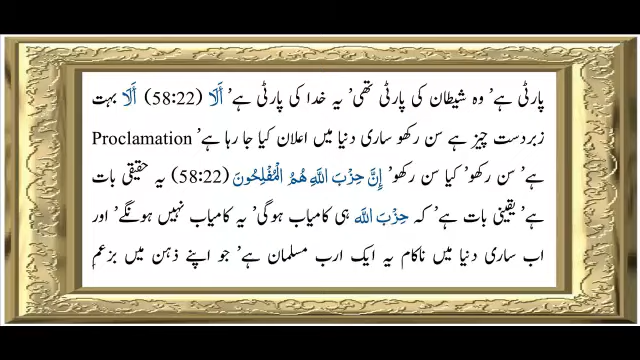 پارٹی ہے’ وہ شیطان کی پارٹی تھی’ یہ خدا کی پارٹی ہے’ أَلَا (58:22) أَلَا بہت
زبردست چیز ہے سن رکھو ساری دنیا میں اعلان کیا جا رہا ہے’ Proclamation
ہے’ سن رکھو’ کیا سن رکھو’ إِنَّ حِزْبَ اللَّهِ هُمُ الْمُفْلِحُونَ (58:22) یہ حقیقی بات
ہے’ یقینی بات ہے’ کہ حِزْبَ اللَّه ہی کامیاب ہوگی’ یہ کامیاب نہیں ہونگے’ اور
اب ساری دنیا میں ناکام یہ ایک ارب مسلمان ہے’ جو اپنے ذہن میں بزعمِ